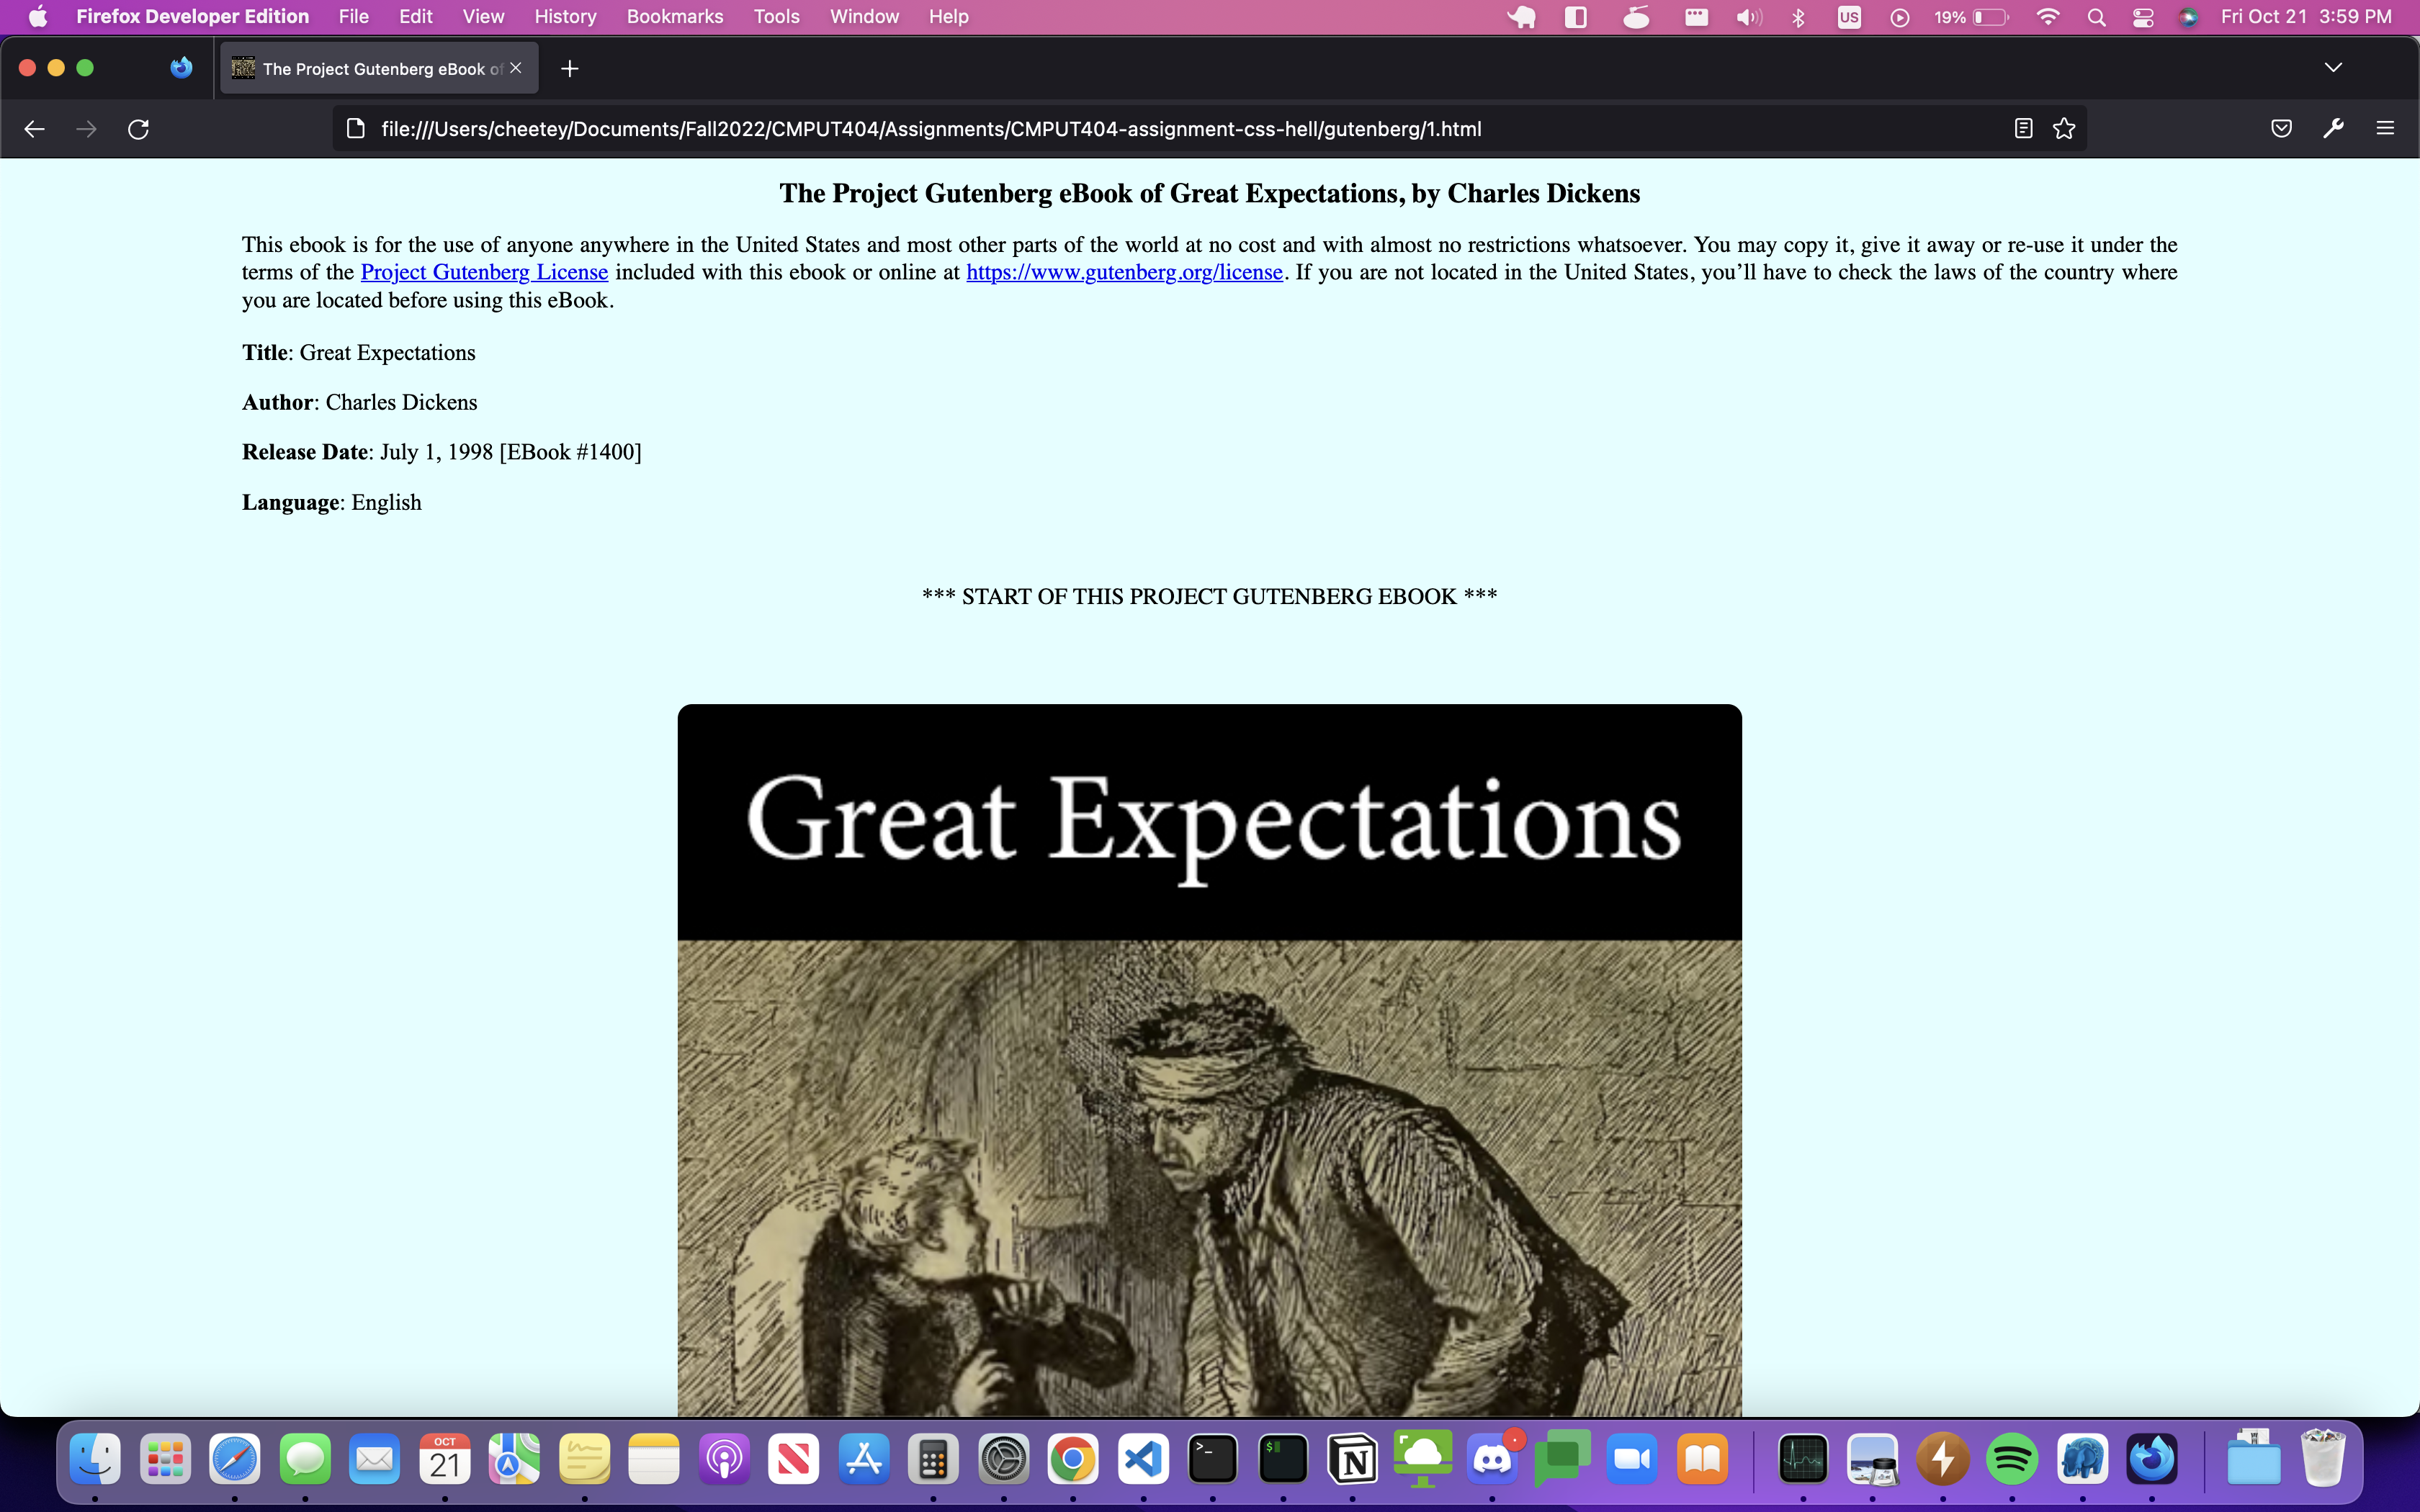 Firefox Developer Edition File Edit View History Bookmarks Tools Window Help US 19% Fri Oct 21 3:59 PM
The Project Gutenberg eBook of
file:///Users/cheetey/Documents/Fall2022/CMPUT404/Assignments/CMPUT404-assignment-css-hell/gutenberg/1.html
The Project Gutenberg eBook of Great Expectations, by Charles Dickens
This ebook is for the use of anyone anywhere in the United States and most other parts of the world at no cost and with almost no restrictions whatsoever. You may copy it, give it away or re-use it under the
terms of the Project Gutenberg License included with this ebook or online at https://www.gutenberg.org/license. If you are not located in the United States, you’ll have to check the laws of the country where
you are located before using this eBook.
Title: Great Expectations
Author: Charles Dickens
Release Date: July 1, 1998 [EBook #1400]
Language: English
*** START OF THIS PROJECT GUTENBERG EBOOK ***
Great Expectations
OCT
21